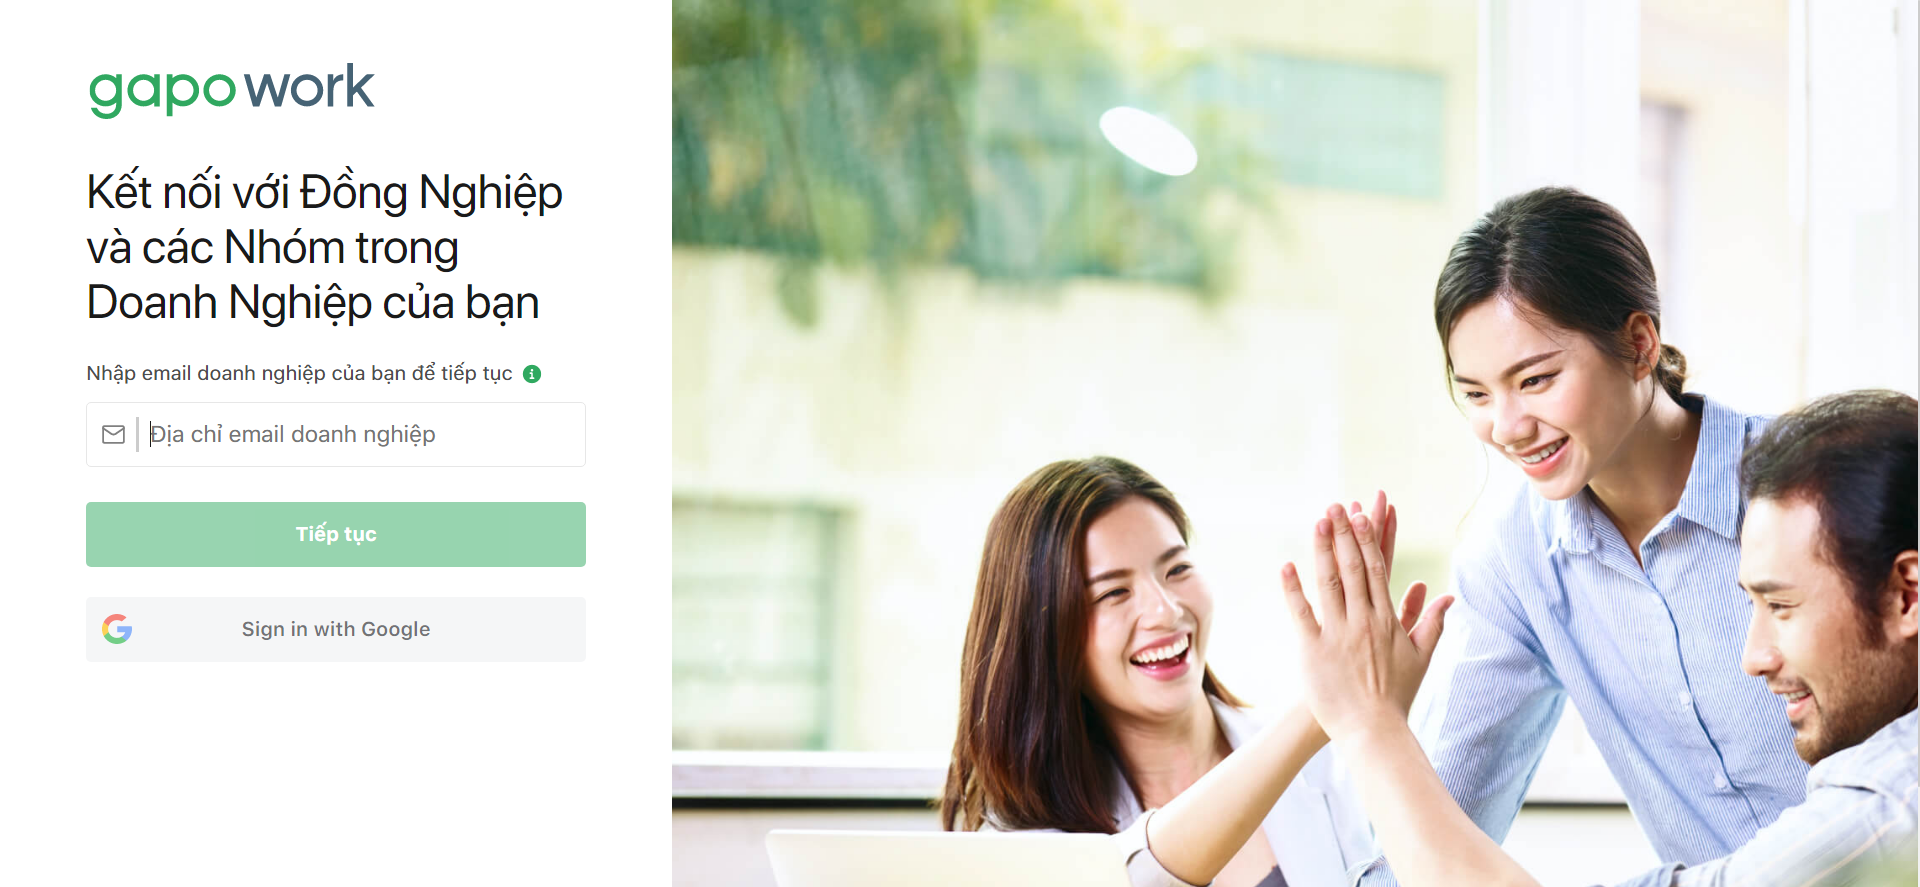 gapowork
Kết nối với Đồng Nghiệp
và các Nhóm trong
Doanh Nghiệp của bạn
Nhập email doanh nghiệp của bạn để tiếp tục
Địa chỉ email doanh nghiệp
Tiếp tục
Sign in with Google